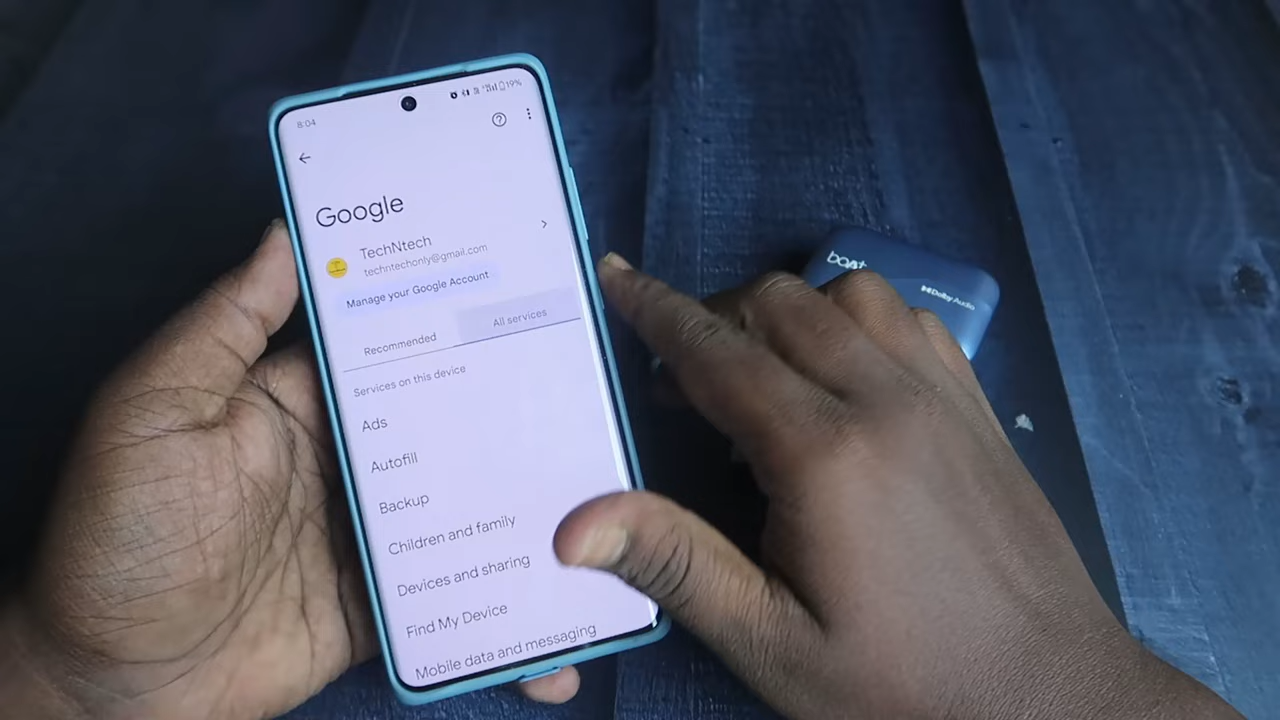 8:04
19%
Google
TechNtech
techntechonly@gmail.com
Manage your Google Account
Recommended
All services
Services on this device
Ads
Autofill
Backup
Children and family
Devices and sharing
Find My Device
Mobile data and messaging
boAt
Dolby Audio